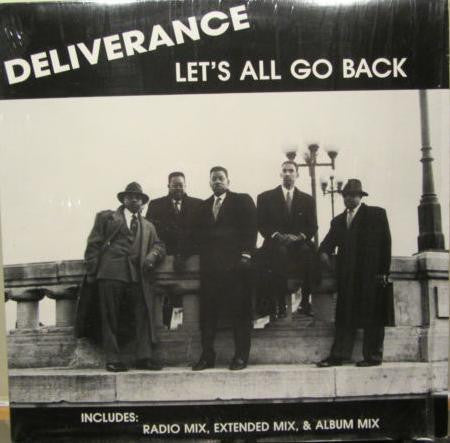 DELIVERANCE
LET'S ALL GO BACK
INCLUDES:
RADIO MIX, EXTENDED MIX, & ALBUM MIX